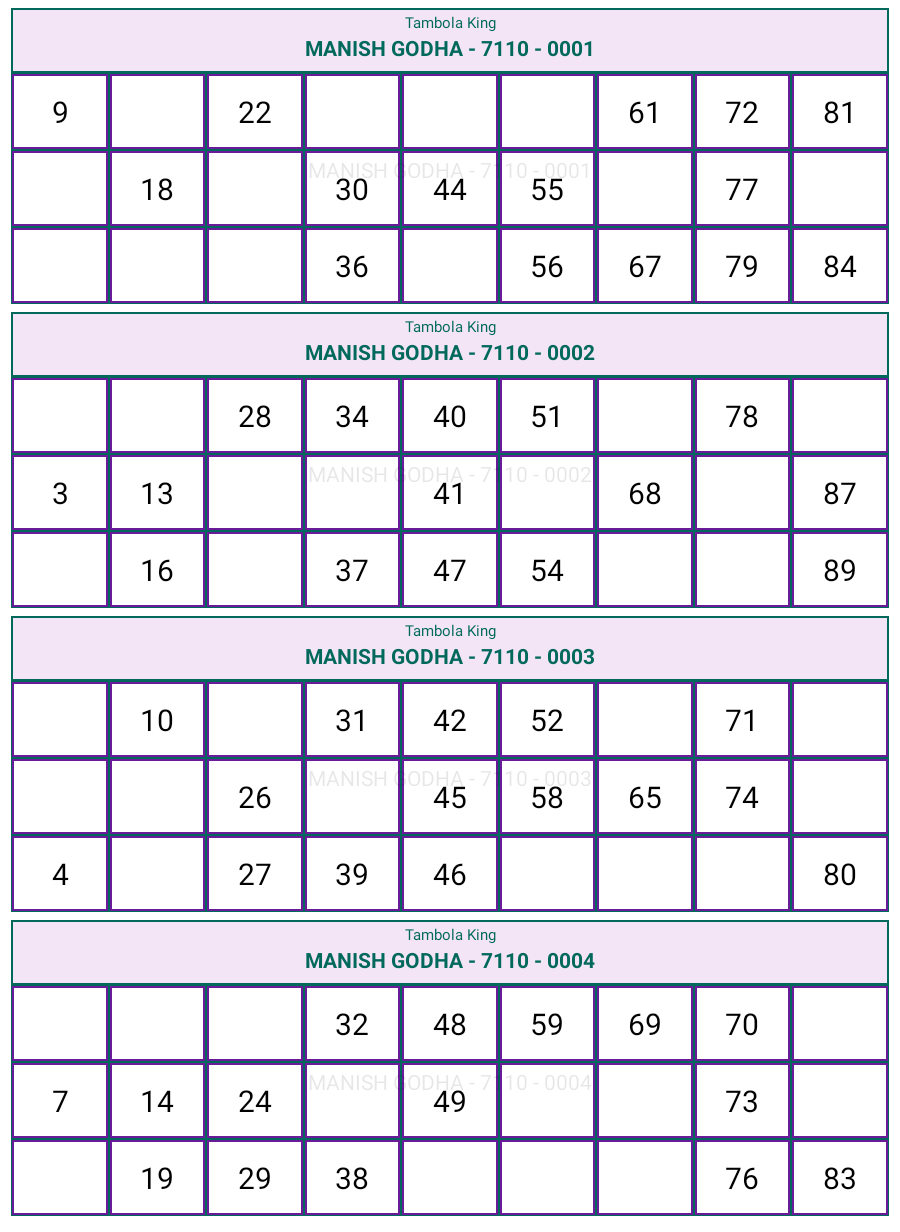 Tambola King
MANISH GODHA - 7110 - 0001
9 22 61 72 81
MANISH GODHA - 7110 - 0001
18 30 44 55 77
36 56 67 79 84
Tambola King
MANISH GODHA - 7110 - 0002
28 34 40 51 78
MANISH GODHA - 7110 - 0002
3 13 41 68 87
16 37 47 54 89
Tambola King
MANISH GODHA - 7110 - 0003
10 31 42 52 71
MANISH GODHA - 7110 - 0003
26 45 58 65 74
4 27 39 46 80
Tambola King
MANISH GODHA - 7110 - 0004
32 48 59 69 70
MANISH GODHA - 7110 - 0004
7 14 24 49 73
19 29 38 76 83